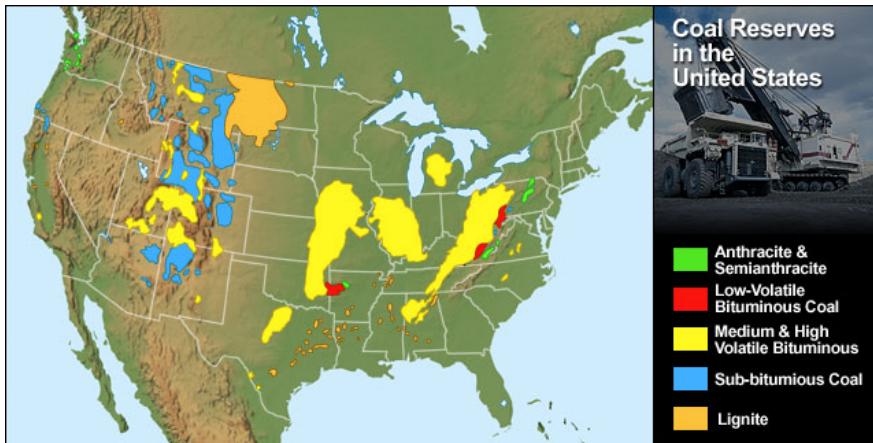 Coal Reserves
in the
United States
Anthracite &
Semianthracite
Low-Volatile
Bituminous Coal
Medium & High
Volatile Bituminous
Sub-bitumious Coal
Lignite